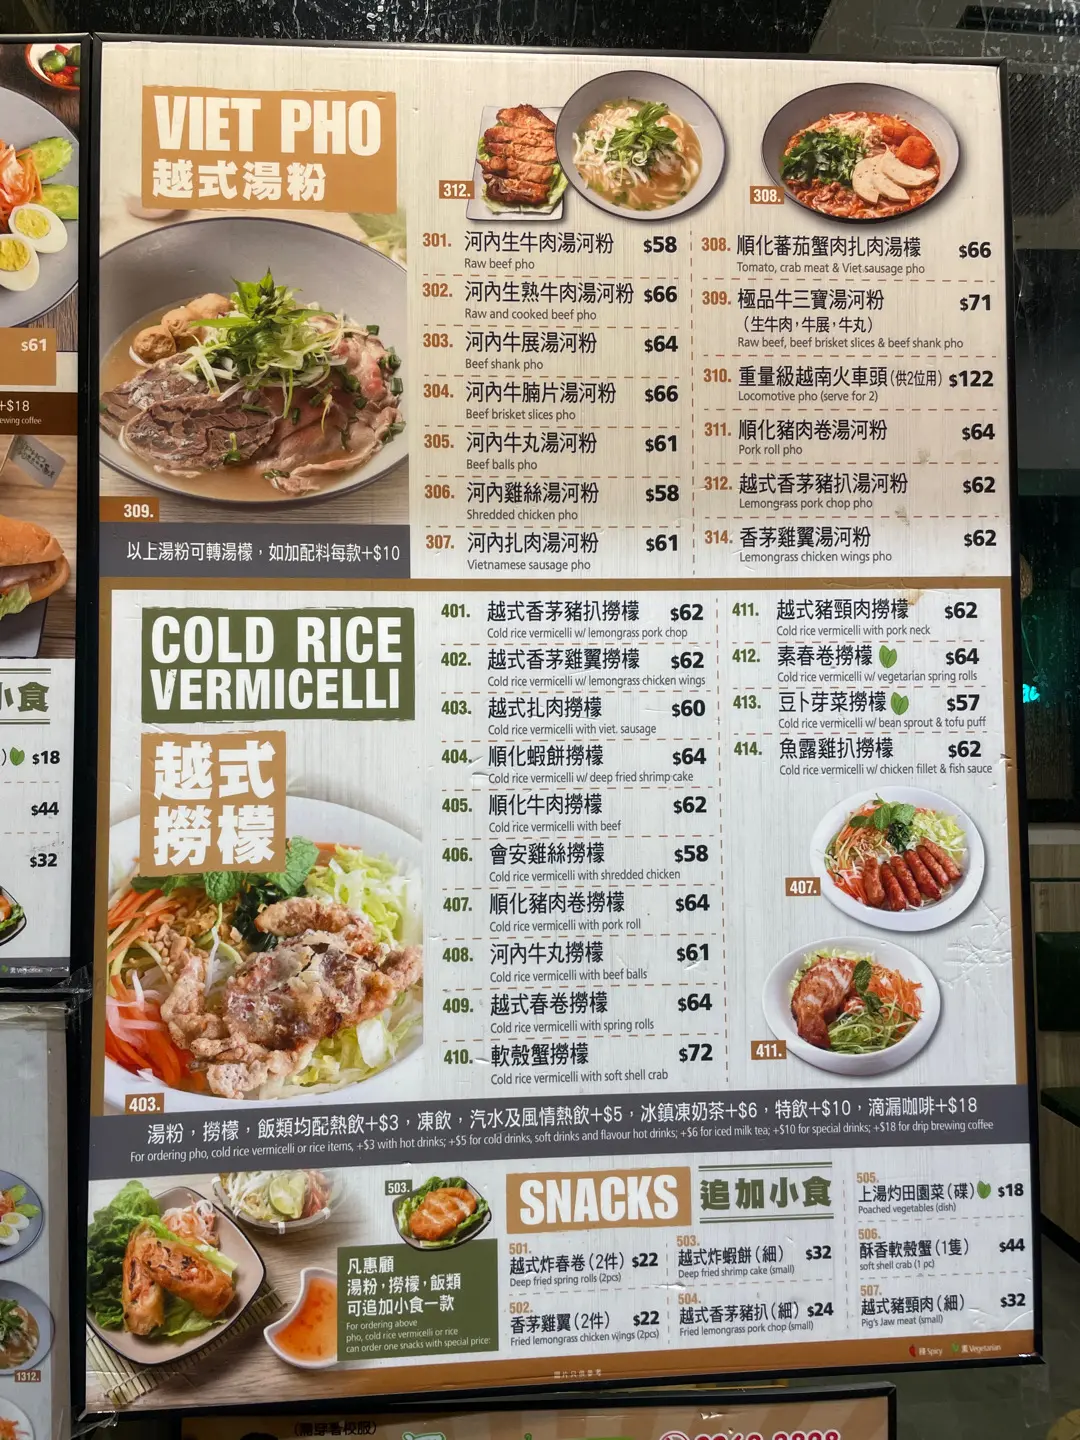 VIET PHO
越式湯粉
312.
308.
309.
301. 河內生牛肉湯河粉 $58
Raw beef pho
302. 河內生熟牛肉湯河粉 $66
Raw and cooked beef pho
303. 河內牛展湯河粉 $64
Beef shank pho
304. 河內牛腩片湯河粉 $66
Beef brisket slices pho
305. 河內牛丸湯河粉 $61
Beef balls pho
306. 河內雞絲湯河粉 $58
Shredded chicken pho
307. 河內扎肉湯河粉 $61
Vietnamese sausage pho
308. 順化蕃茄蟹肉扎肉湯檬 $66
Tomato, crab meat & Viet.sausage pho
309. 極品牛三寶湯河粉 $71
（生牛肉，牛展，牛丸）
Raw beef, beef brisket slices & beef shank pho
310. 重量級越南火車頭（供2位用） $122
Locomotive pho (serve for 2)
311. 順化豬肉卷湯河粉 $64
Pork roll pho
312. 越式香茅豬扒湯河粉 $62
Lemongrass pork chop pho
314. 香茅雞翼湯河粉 $62
Lemongrass chicken wings pho
以上湯粉可轉湯檬，如加配料每款+$10
COLD RICE
VERMICELLI
越式
撈檬
403.
401. 越式香茅豬扒撈檬 $62
Cold rice vermicelli w/ lemongrass pork chop
402. 越式香茅雞翼撈檬 $62
Cold rice vermicelli w/ lemongrass chicken wings
403. 越式扎肉撈檬 $60
Cold rice vermicelli with viet. sausage
404. 順化蝦餅撈檬 $64
Cold rice vermicelli w/ deep fried shrimp cake
405. 順化牛肉撈檬 $62
Cold rice vermicelli with beef
406. 會安雞絲撈檬 $58
Cold rice vermicelli with shredded chicken
407. 順化豬肉卷撈檬 $64
Cold rice vermicelli with pork roll
408. 河內牛丸撈檬 $61
Cold rice vermicelli with beef balls
409. 越式春卷撈檬 $64
Cold rice vermicelli with spring rolls
410. 軟殼蟹撈檬 $72
Cold rice vermicelli with soft shell crab
411. 越式豬頸肉撈檬 $62
Cold rice vermicelli with pork neck
412. 素春卷撈檬 $64
Cold rice vermicelli w/ vegetarian spring rolls
413. 豆卜芽菜撈檬 $57
Cold rice vermicelli w/ bean sprout & tofu puff
414. 魚露雞扒撈檬 $62
Cold rice vermicelli w/ chicken fillet & fish sauce
407.
411.
湯粉，撈檬，飯類均配熱飲+$3，凍飲，汽水及風情熱飲+$5，冰鎮凍奶茶+$6，特飲+$10，滴漏咖啡+$18
For ordering pho, cold rice vermicelli or rice items, +$3 with hot drinks; +$5 for cold drinks, soft drinks and flavour hot drinks; +$6 for iced milk tea; +$10 for special drinks; +$18 for drip brewing coffee
503.
凡惠顧
湯粉，撈檬，飯類
可追加小食一款
For ordering above
pho, cold rice vermicelli or rice
can order one snacks with special price!
SNACKS 追加小食
501.
越式炸春卷（2件） $22
Deep fried spring rolls (2pcs)
502.
香茅雞翼（2件） $22
Fried lemongrass chicken wings (2pcs)
503.
越式炸蝦餅（細） $32
Deep fried shrimp cake (small)
504.
越式香茅豬扒（細） $24
Fried lemongrass pork chop (small)
505.
上湯灼田園菜（碟） $18
Poached vegetables (dish)
506.
酥香軟殼蟹（1隻） $44
soft shell crab (1 pc)
507.
越式豬頸肉（細） $32
Pig's Jaw meat (small)
辣 Spicy 素 Vegetarian
圖片只供參考
$61
+$18
ewing coffee
小食
$18
$44
$32
1312.